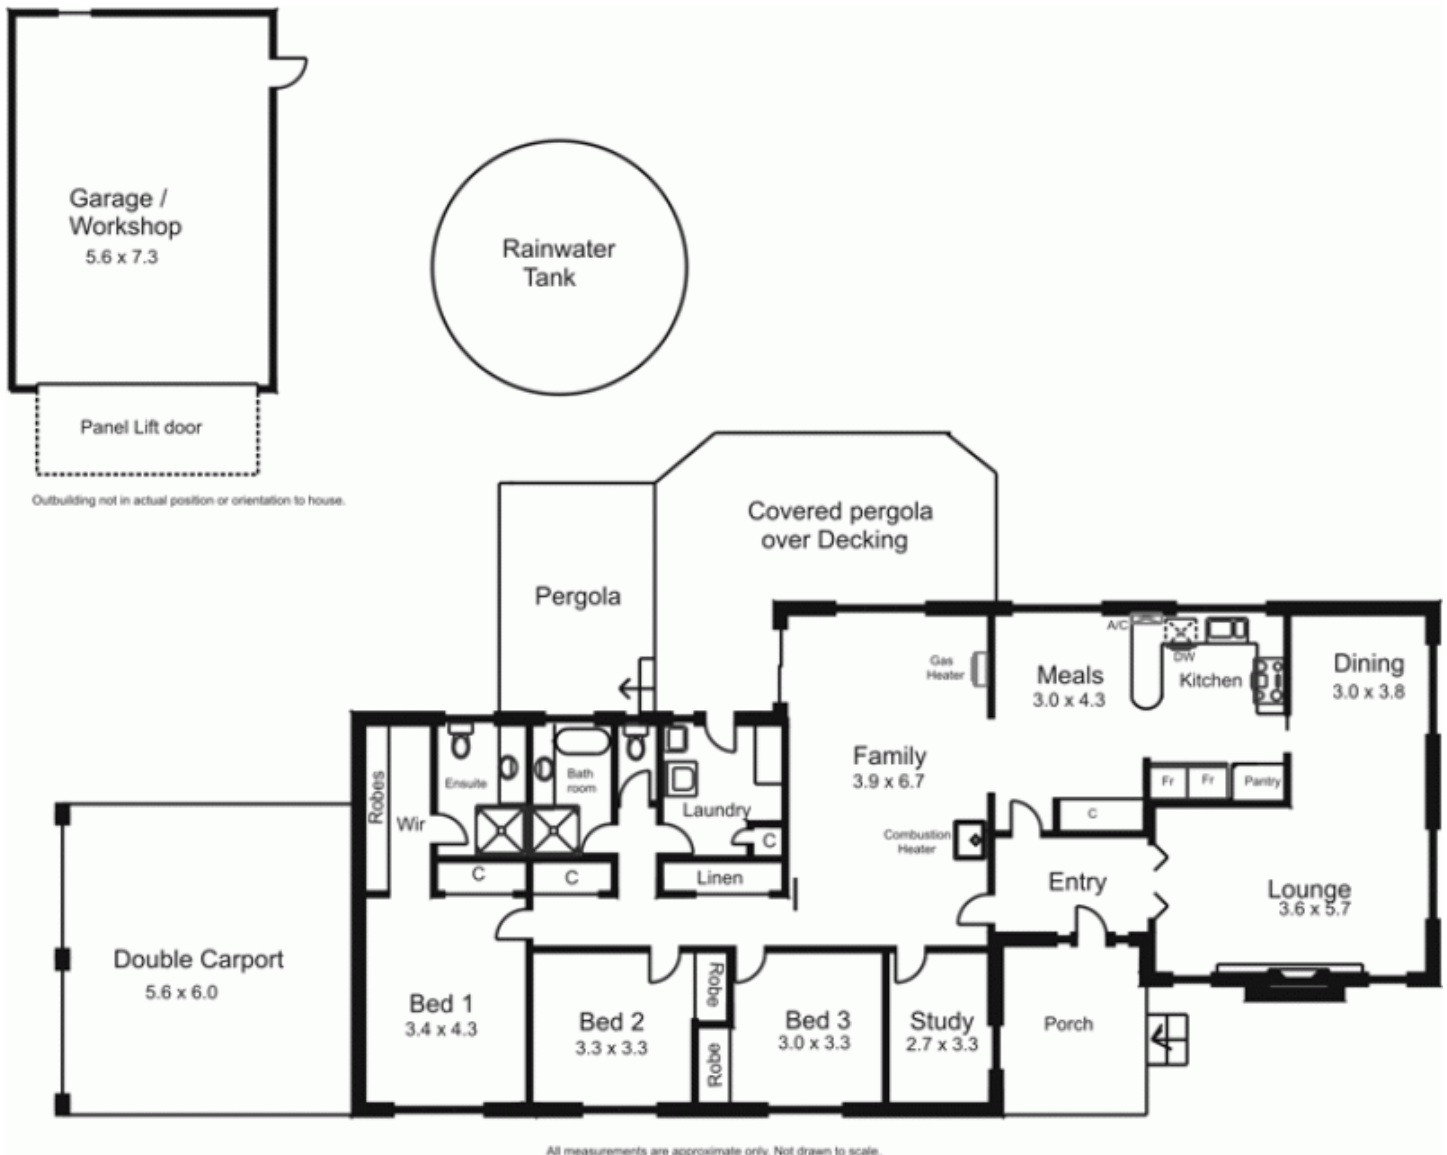 Garage /
Workshop
5.6 x 7.3
Panel Lift door
Outbuilding not in actual position or orientation to house.
Rainwater
Tank
Covered pergola
over Decking
Pergola
A/C
DW
Gas
Heater
Meals
3.0 x 4.3
Kitchen
Dining
3.0 x 3.8
Family
3.9 x 6.7
Fr
Fr
Pantry
C
Combustion
Heater
Entry
Lounge
3.6 x 5.7
Robes
Wir
Ensuite
Bath
room
Laundry
C
C
C
Linen
Double Carport
5.6 x 6.0
Bed 1
3.4 x 4.3
Bed 2
3.3 x 3.3
Robe
Robe
Bed 3
3.0 x 3.3
Study
2.7 x 3.3
Porch
All measurements are approximate only. Not drawn to scale.